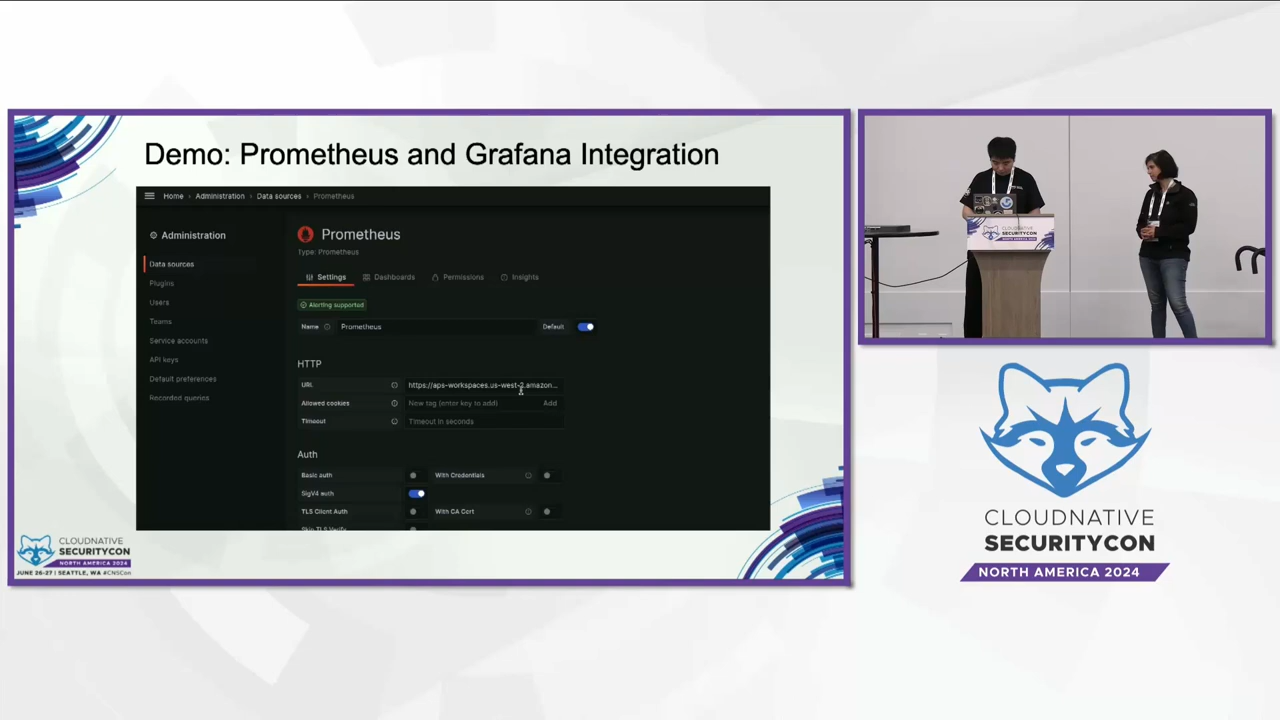 Demo: Prometheus and Grafana Integration
Home › Administration › Data sources › Prometheus
Administration
Data sources
Plugins
Users
Teams
Service accounts
API keys
Default preferences
Recorded queries
Prometheus
Type: Prometheus
Settings Dashboards Permissions Insights
Alerting supported
Name Prometheus Default
HTTP
URL https://aps-workspaces.us-west-2.amazon...
Allowed cookies New tag (enter key to add) Add
Timeout Timeout in seconds
Auth
Basic auth With Credentials
SigV4 auth
TLS Client Auth With CA Cert
Skip TLS Verify
CLOUDNATIVE
SECURITYCON
NORTH AMERICA 2024
JUNE 26-27 | SEATTLE, WA #CNSCon
SECURITYCON
CLOUDNATIVE
SECURITYCON
NORTH AMERICA 2024